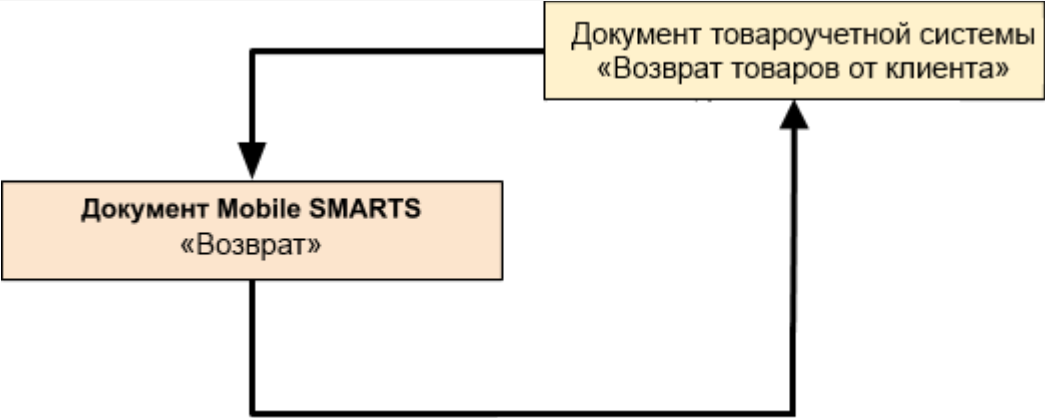 Документ товароучетной системы
«Возврат товаров от клиента»
Документ Mobile SMARTS
«Возврат»